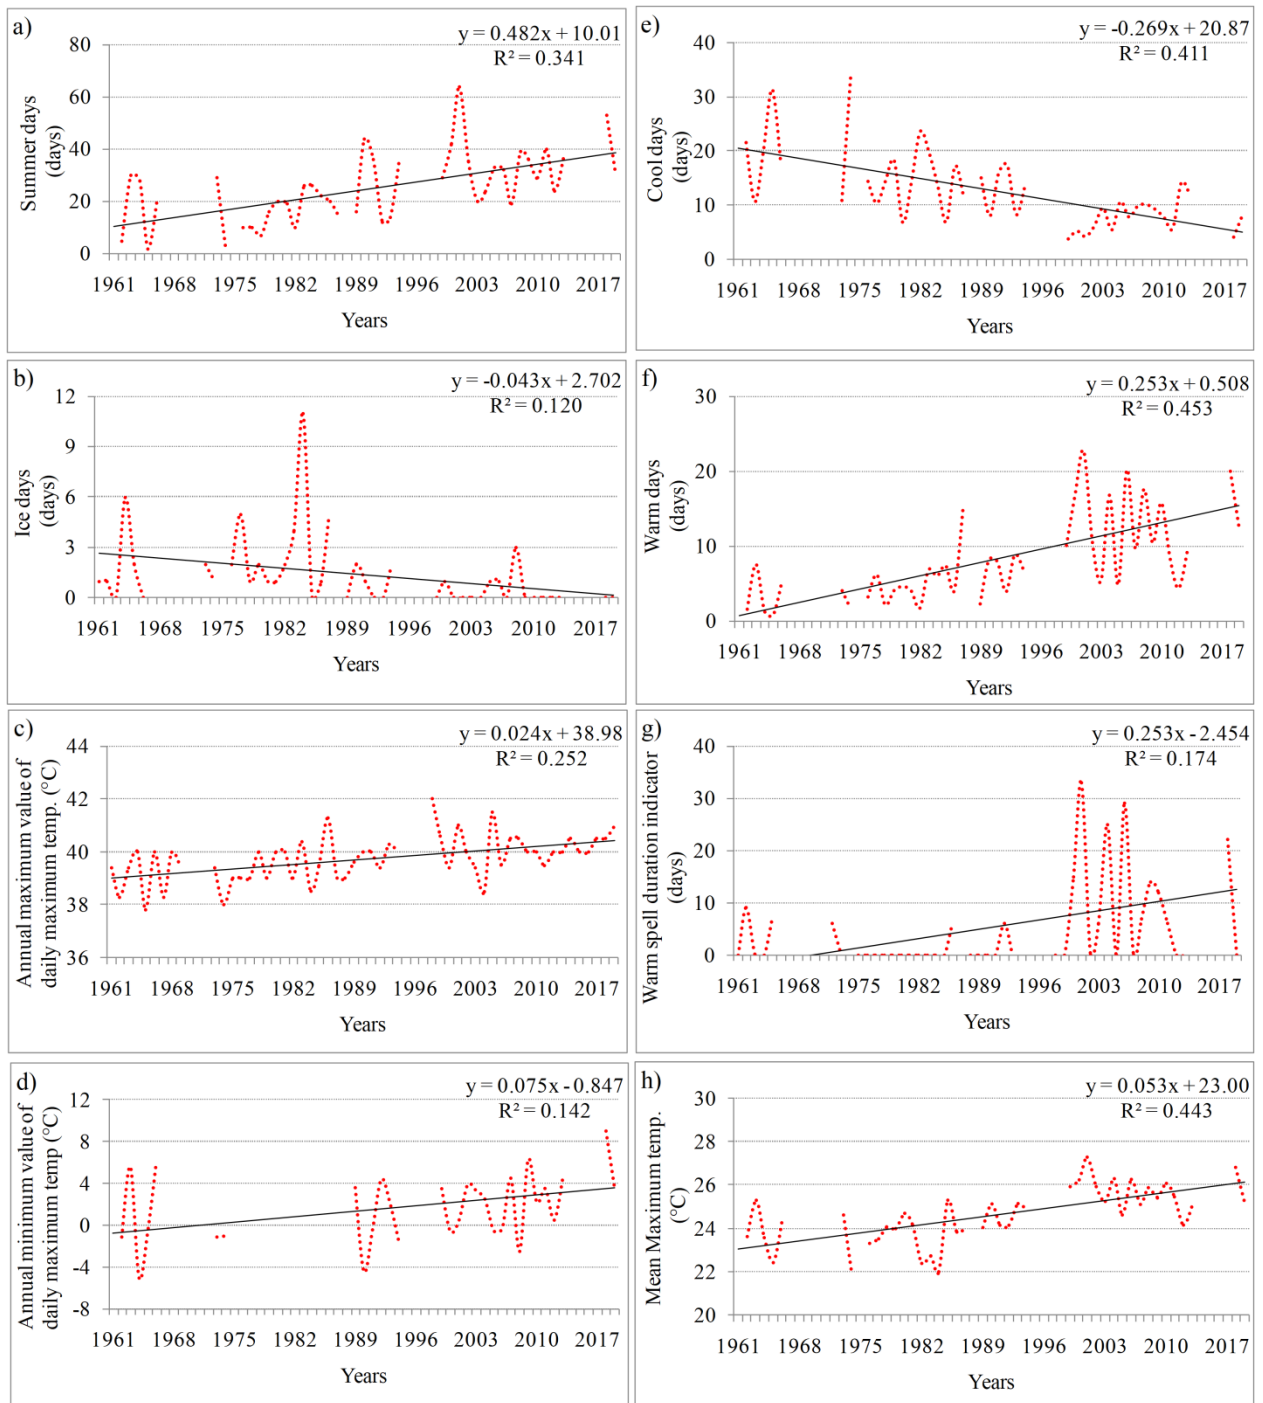 a)
y = 0.482x + 10.01
R² = 0.341
80
60
40
20
0
Summer days
(days)
1961 1968 1975 1982 1989 1996 2003 2010 2017
Years
b)
y = -0.043x + 2.702
R² = 0.120
12
9
6
3
0
Ice days
(days)
1961 1968 1975 1982 1989 1996 2003 2010 2017
Years
c)
y = 0.024x + 38.98
R² = 0.252
44
42
40
38
36
Annual maximum value of
daily maximum temp. (°C)
1961 1968 1975 1982 1989 1996 2003 2010 2017
Years
d)
y = 0.075x - 0.847
R² = 0.142
12
8
4
0
-4
-8
Annual minimum value of
daily maximum temp (°C)
1961 1968 1975 1982 1989 1996 2003 2010 2017
Years
e)
y = -0.269x + 20.87
R² = 0.411
40
30
20
10
0
Cool days
(days)
1961 1968 1975 1982 1989 1996 2003 2010 2017
Years
f)
y = 0.253x + 0.508
R² = 0.453
30
20
10
0
Warm days
(days)
1961 1968 1975 1982 1989 1996 2003 2010 2017
Years
g)
y = 0.253x - 2.454
R² = 0.174
40
30
20
10
0
Warm spell duration indicator
(days)
1961 1968 1975 1982 1989 1996 2003 2010 2017
Years
h)
y = 0.053x + 23.00
R² = 0.443
30
28
26
24
22
20
Mean Maximum temp.
(°C)
1961 1968 1975 1982 1989 1996 2003 2010 2017
Years